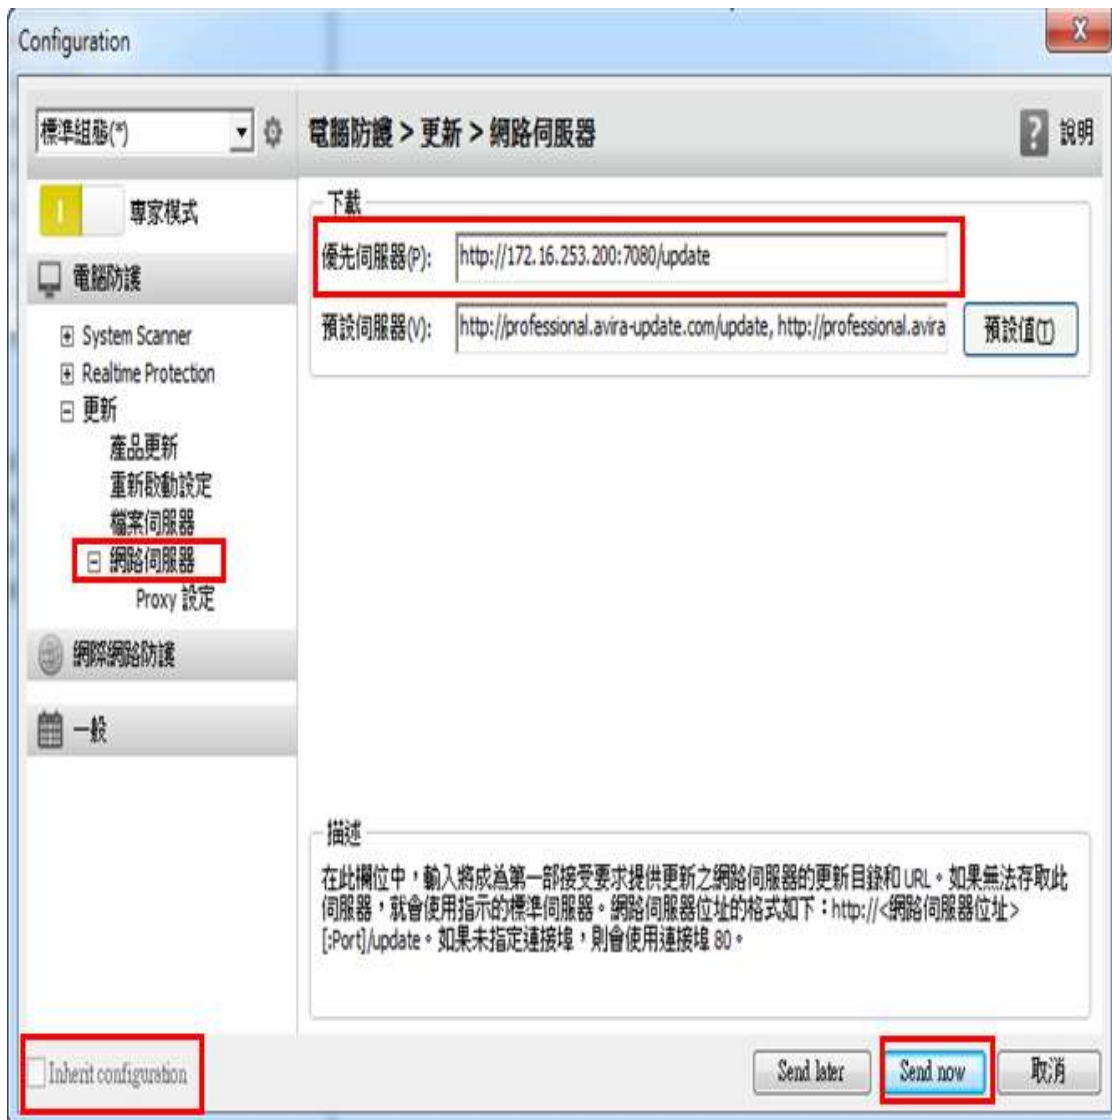 Configuration
標準組態(*)
專家模式
電腦防護
System Scanner
Realtime Protection
更新
產品更新
重新啟動設定
檔案伺服器
網路伺服器
Proxy 設定
網際網路防護
一般
電腦防護 > 更新 > 網路伺服器
說明
下載
優先伺服器(P): http://172.16.253.200:7080/update
預設伺服器(V): http://professional.avira-update.com/update, http://professional.avira 預設值(T)
描述
在此欄位中，輸入將成為第一部接受要求提供更新之網路伺服器的更新目錄和 URL。如果無法存取此
伺服器，就會使用指示的標準伺服器。網路伺服器位址的格式如下：http://<網路伺服器位址>
[:Port]/update。如果未指定連接埠，則會使用連接埠 80。
Inherit configuration
Send later Send now 取消